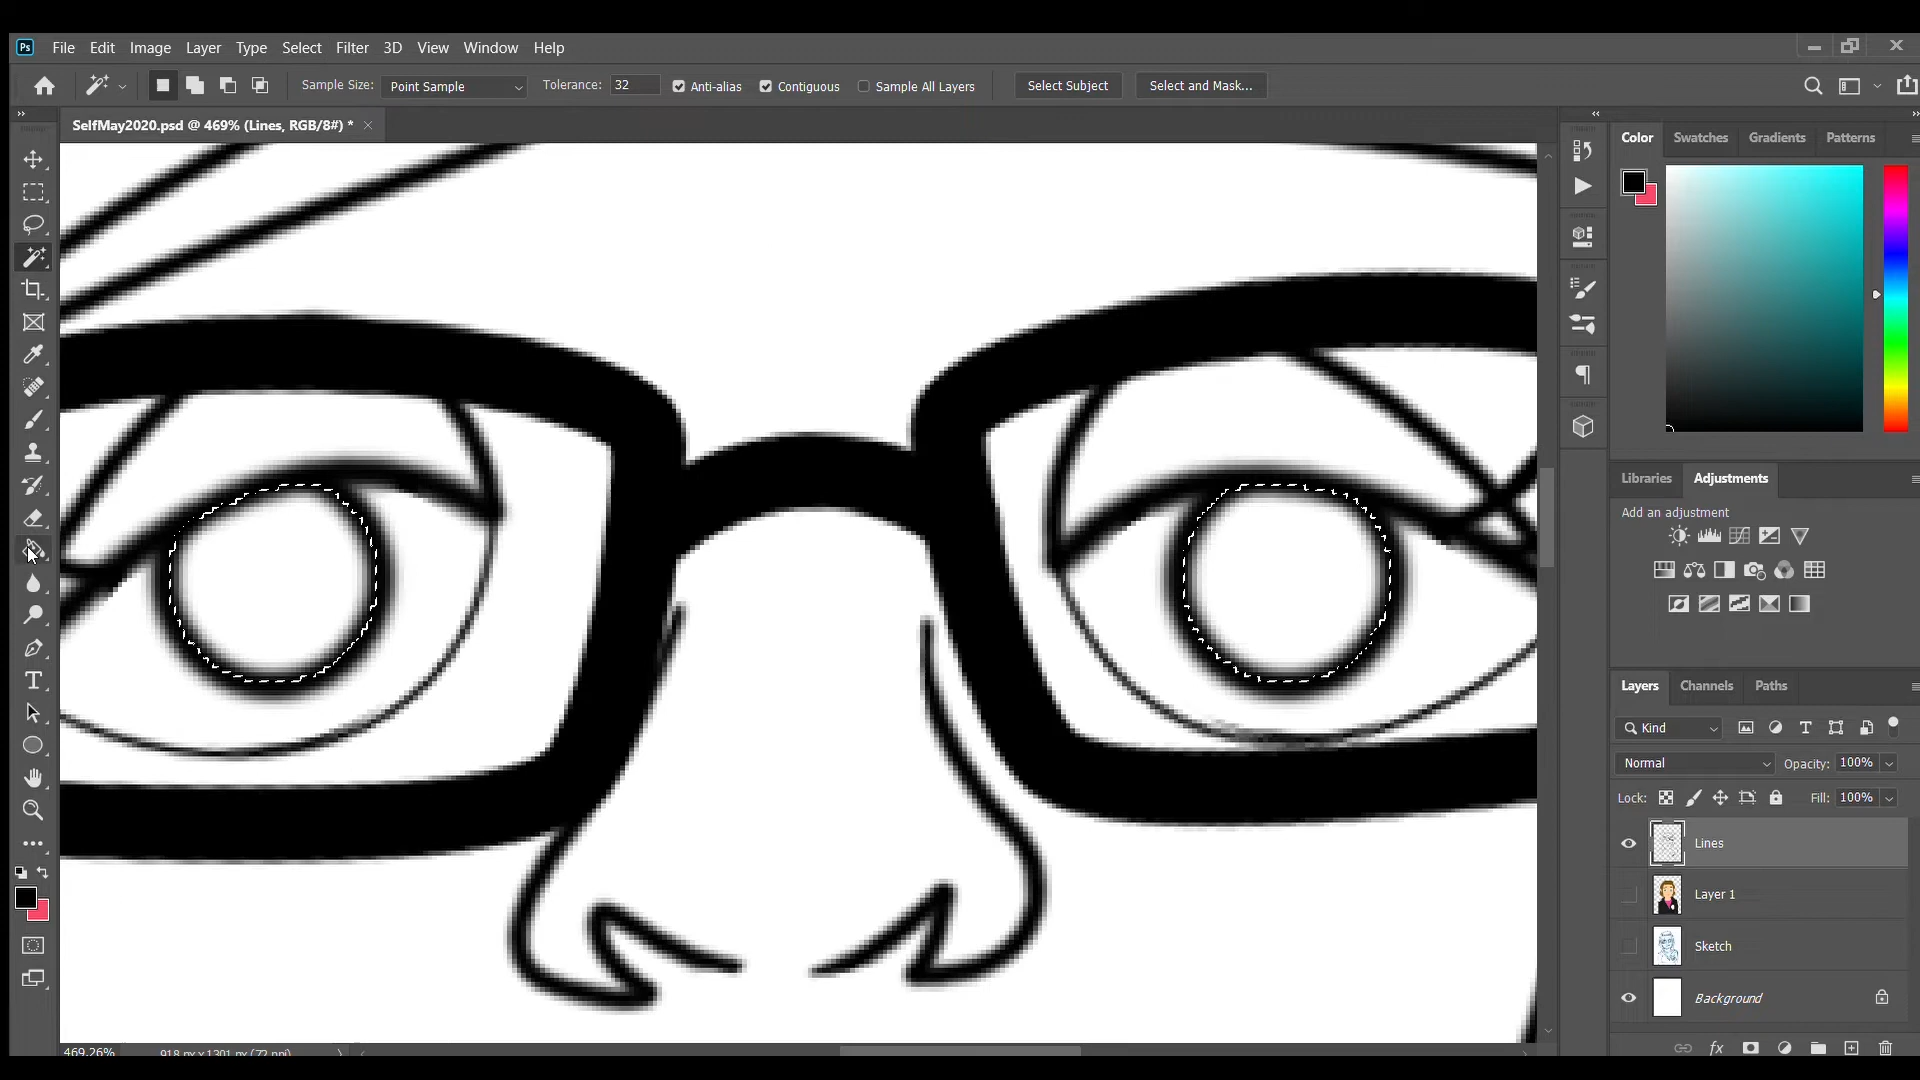 Ps File Edit Image Layer Type Select Filter 3D View Window Help
Sample Size: Point Sample Tolerance: 32 Anti-alias Contiguous Sample All Layers Select Subject Select and Mask...
SelfMay2020.psd @ 469% (Lines, RGB/8#) *
Color Swatches Gradients Patterns
Libraries Adjustments
Add an adjustment
Layers Channels Paths
Kind
Normal Opacity: 100%
Lock: Fill: 100%
Lines
Layer 1
Sketch
Background
fx
469.26% 918 px x 1301 px (72 ppi)